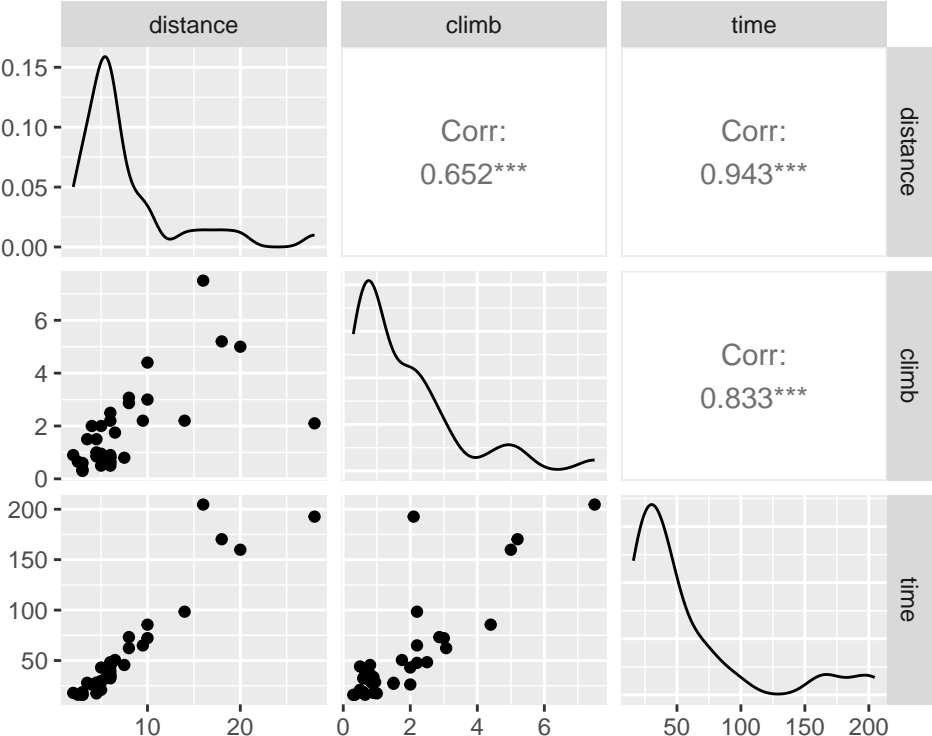 distance climb time
0.15
0.10
0.05
0.00
Corr:
0.652***
Corr:
0.943***
distance
6
4
2
0
Corr:
0.833***
climb
200
150
100
50
time
10 20
0 2 4 6
50 100 150 200